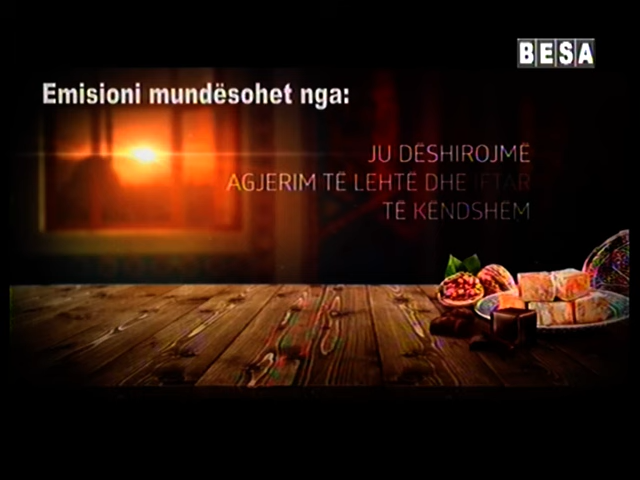 BESA
Emisioni mundësohet nga:
JU DËSHIROJMË
AGJERIM TË LEHTË DHE IFTAR
TË KËNDSHËM